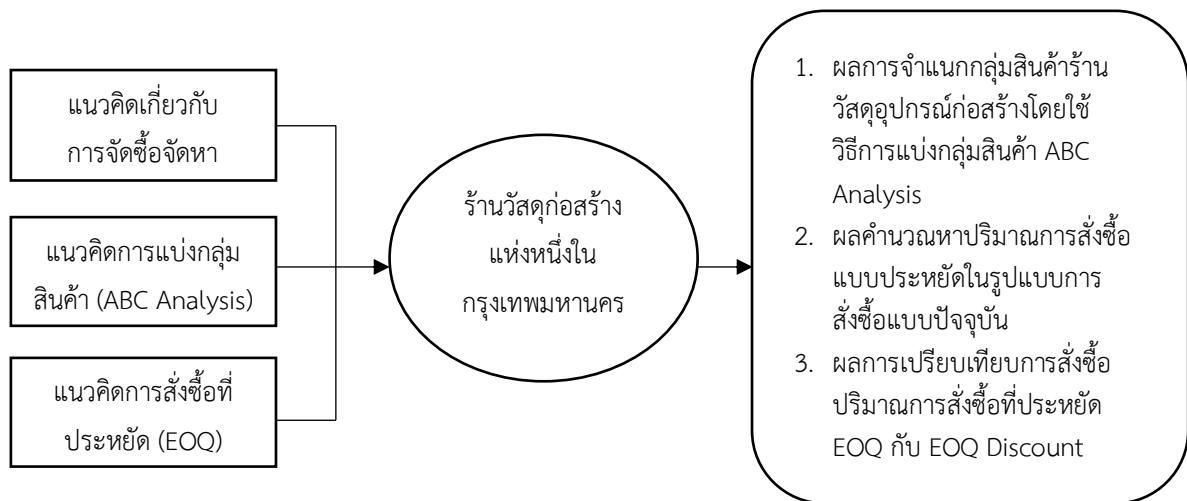 แนวคิดเกี่ยวกับ
การจัดซื้อจัดหา
แนวคิดการแบ่งกลุ่ม
สินค้า (ABC Analysis)
แนวคิดการสั่งซื้อที่
ประหยัด (EOQ)
ร้านวัสดุก่อสร้าง
แห่งหนึ่งใน
กรุงเทพมหานคร
1. ผลการจำแนกกลุ่มสินค้าร้าน
วัสดุอุปกรณ์ก่อสร้างโดยใช้
วิธีการแบ่งกลุ่มสินค้า ABC
Analysis
2. ผลคำนวณหาปริมาณการสั่งซื้อ
แบบประหยัดในรูปแบบการ
สั่งซื้อแบบปัจจุบัน
3. ผลการเปรียบเทียบการสั่งซื้อ
ปริมาณการสั่งซื้อที่ประหยัด
EOQ กับ EOQ Discount